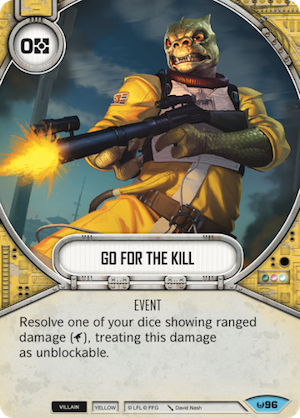 0
GO FOR THE KILL
EVENT
Resolve one of your dice showing ranged
damage ( ), treating this damage
as unblockable.
VILLAIN YELLOW © LFL © FFG David Nash 96